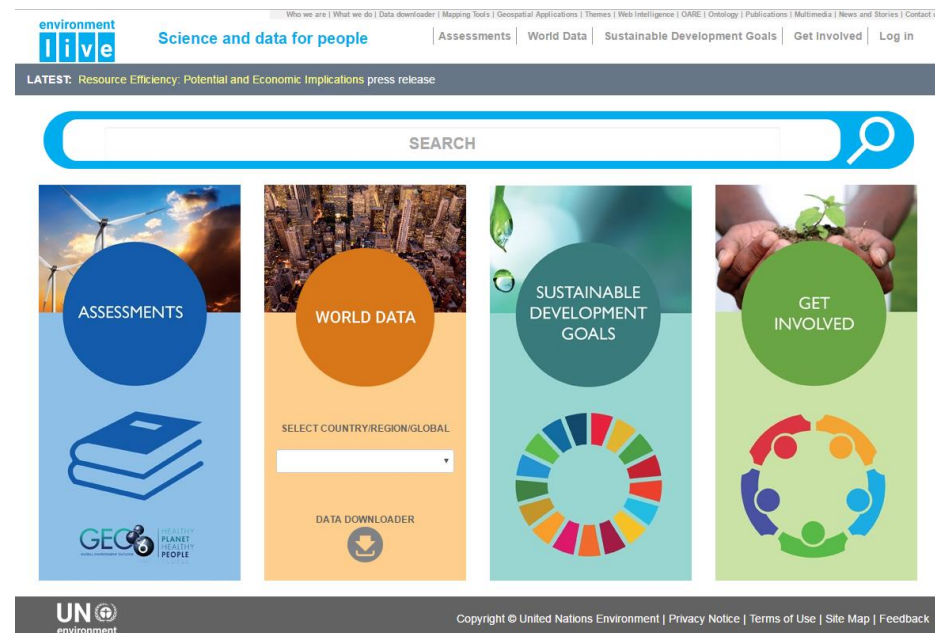 Who we are | What we do | Data downloader | Mapping Tools | Geospatial Applications | Themes | Web Intelligence | OARE | Ontology | Publications | Multimedia | News and Stories | Contact
environment
live
Science and data for people
Assessments | World Data | Sustainable Development Goals | Get Involved | Log in
LATEST: Resource Efficiency: Potential and Economic Implications press release
SEARCH
ASSESSMENTS
GEO6
GLOBAL ENVIRONMENT OUTLOOK
HEALTHY
PLANET
HEALTHY
PEOPLE
WORLD DATA
SELECT COUNTRY/REGION/GLOBAL
DATA DOWNLOADER
SUSTAINABLE
DEVELOPMENT
GOALS
GET
INVOLVED
UN
environment
Copyright © United Nations Environment | Privacy Notice | Terms of Use | Site Map | Feedback